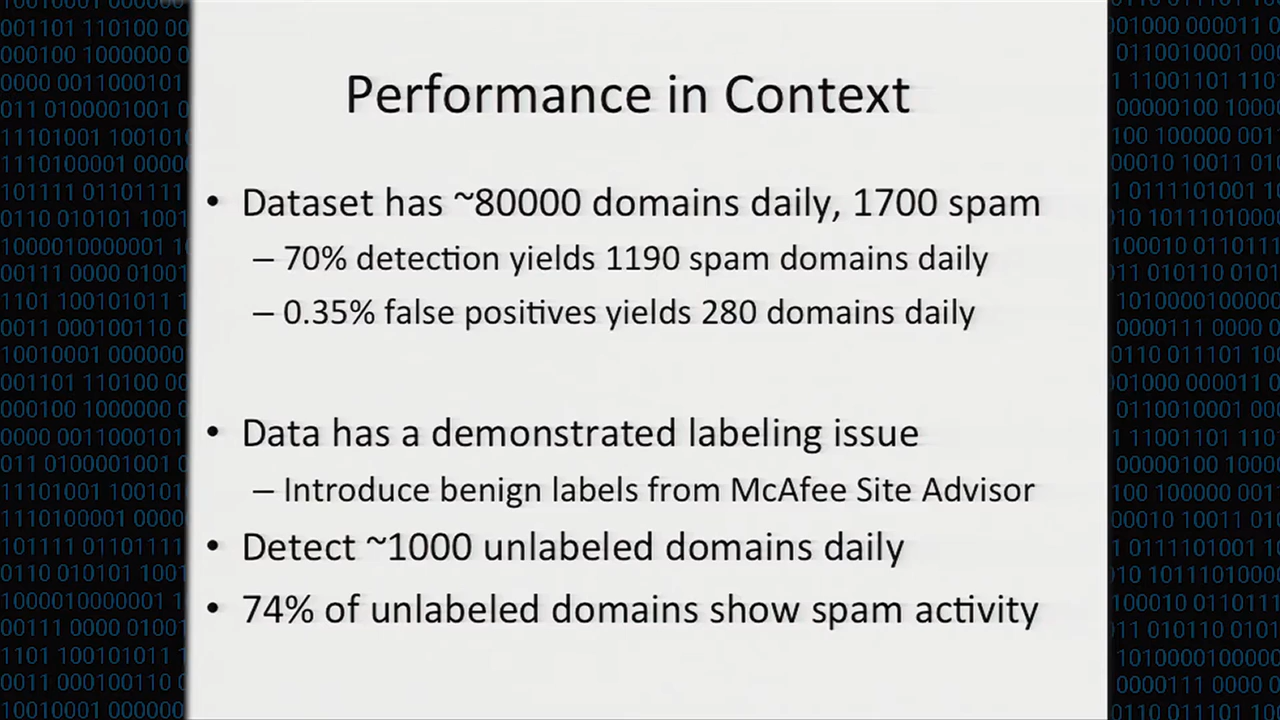 Performance in Context
• Dataset has ~80000 domains daily, 1700 spam
– 70% detection yields 1190 spam domains daily
– 0.35% false positives yields 280 domains daily
• Data has a demonstrated labeling issue
– Introduce benign labels from McAfee Site Advisor
• Detect ~1000 unlabeled domains daily
• 74% of unlabeled domains show spam activity